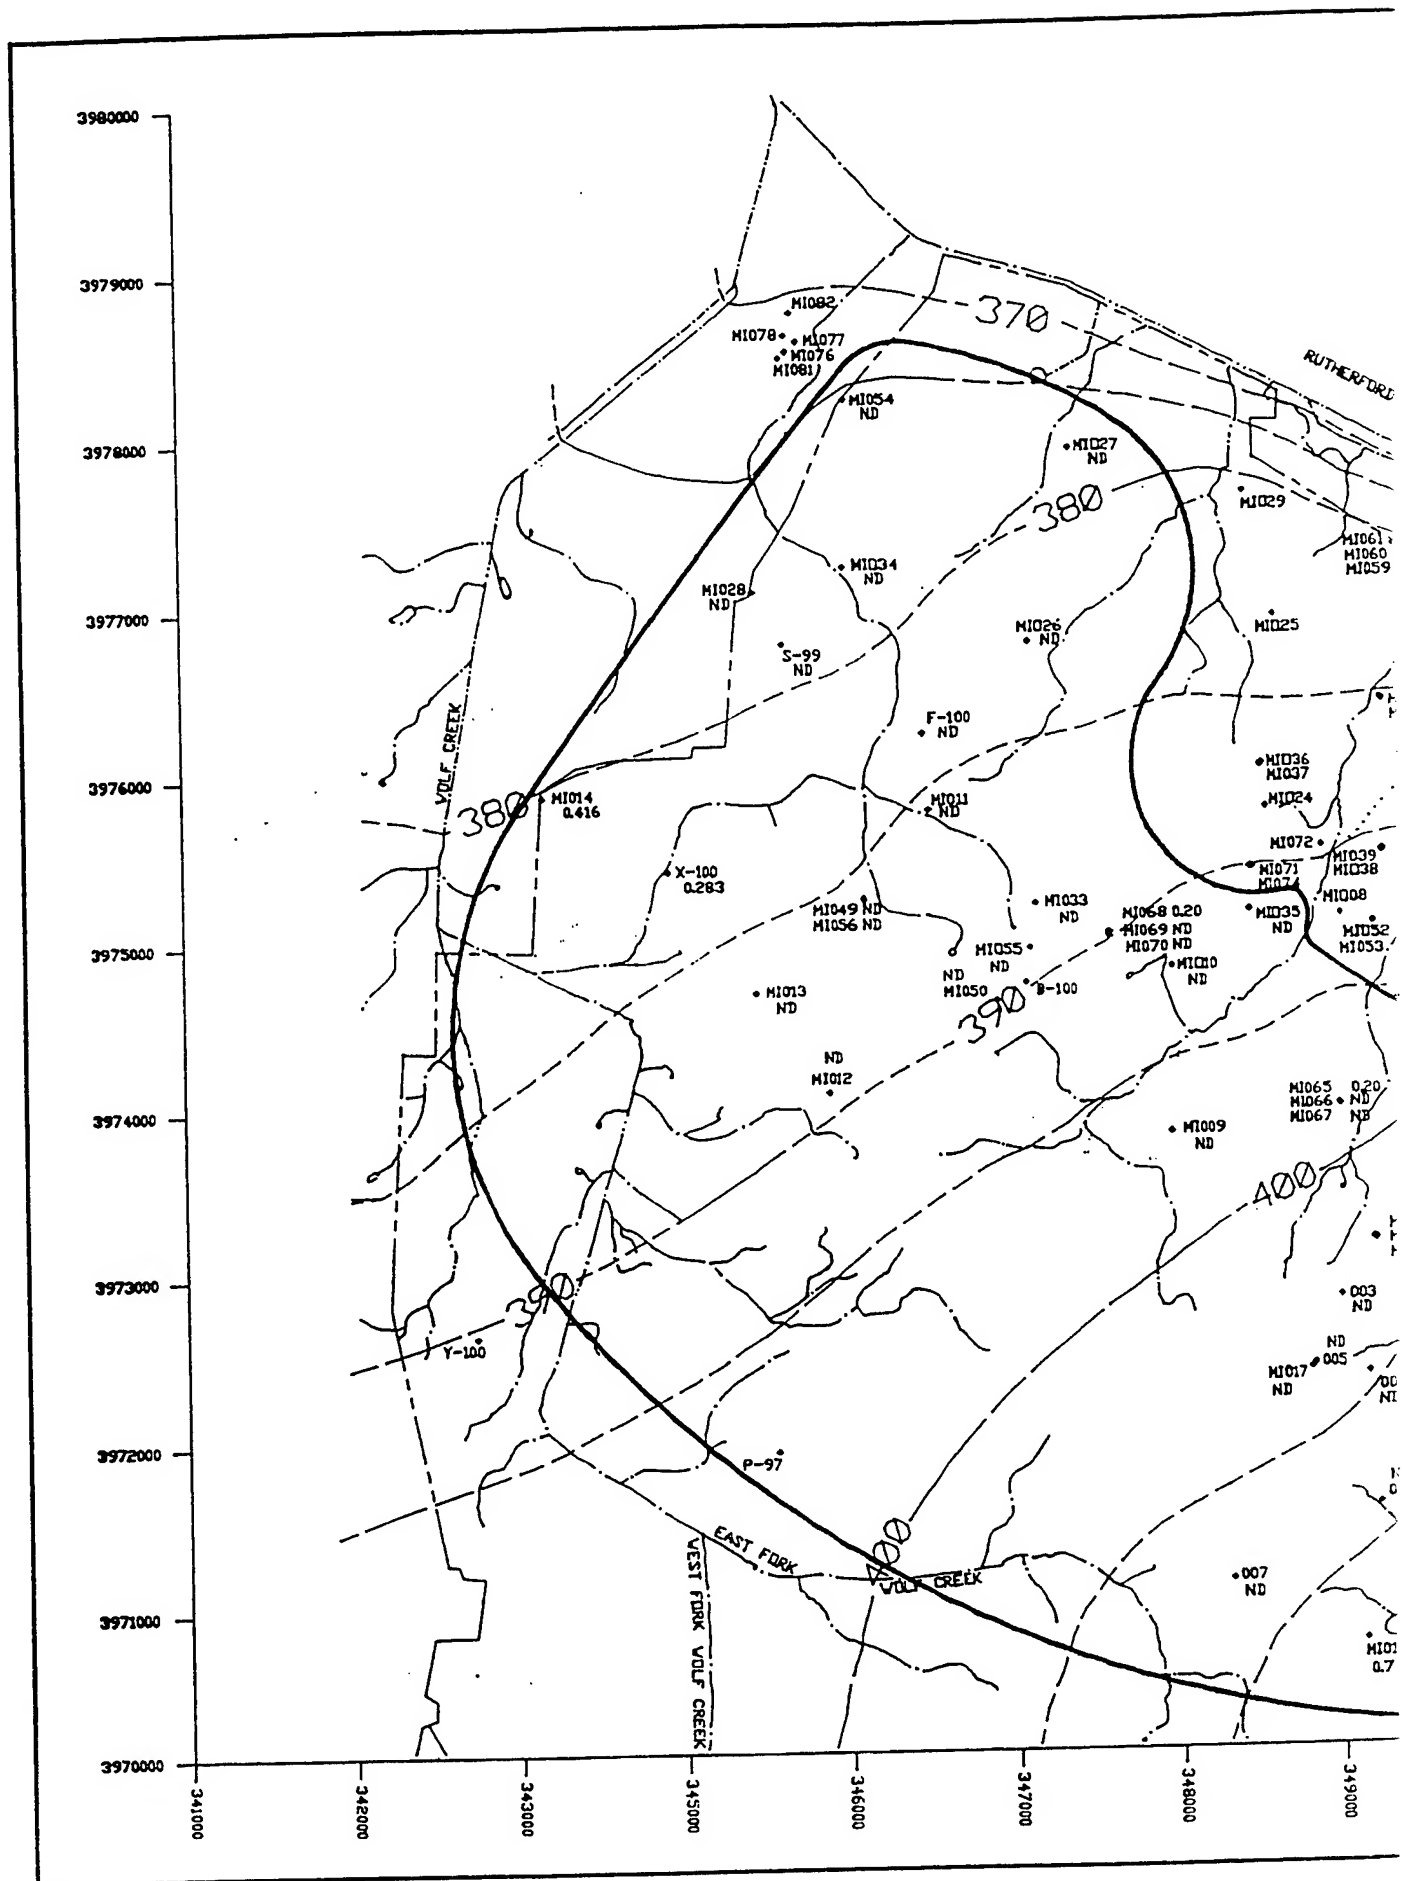 3980000
3979000
3978000
3977000
3976000
3975000
3974000
3973000
3972000
3971000
3970000
341000
342000
343000
345000
346000
347000
348000
349000
370
RUTHERFORD
MI082
MI078
MI077
MI076
MI081
MI054
ND
MI027
ND
380
MI029
MI061
MI060
MI059
MI034
ND
MI028
ND
MI025
MI026
ND
S-99
ND
F-100
ND
WOLF CREEK
380
MI014
0.416
MI036
MI037
MI024
MI011
ND
MI072
MI039
MI038
MI071
MI074
X-100
0.283
MI008
MI049 ND
MI056 ND
MI033
ND
MI068 0.20
MI069 ND
MI070 ND
MI035
ND
MI052
MI053
MI055
ND
MI010
ND
ND
MI050
B-100
MI013
ND
390
ND
MI012
MI065 0.20
MI066 ND
MI067 ND
MI009
ND
400
390
003
ND
Y-100
ND
005
MI017
ND
P-97
EAST FORK
WOLF CREEK
400
WEST FORK WOLF CREEK
007
ND